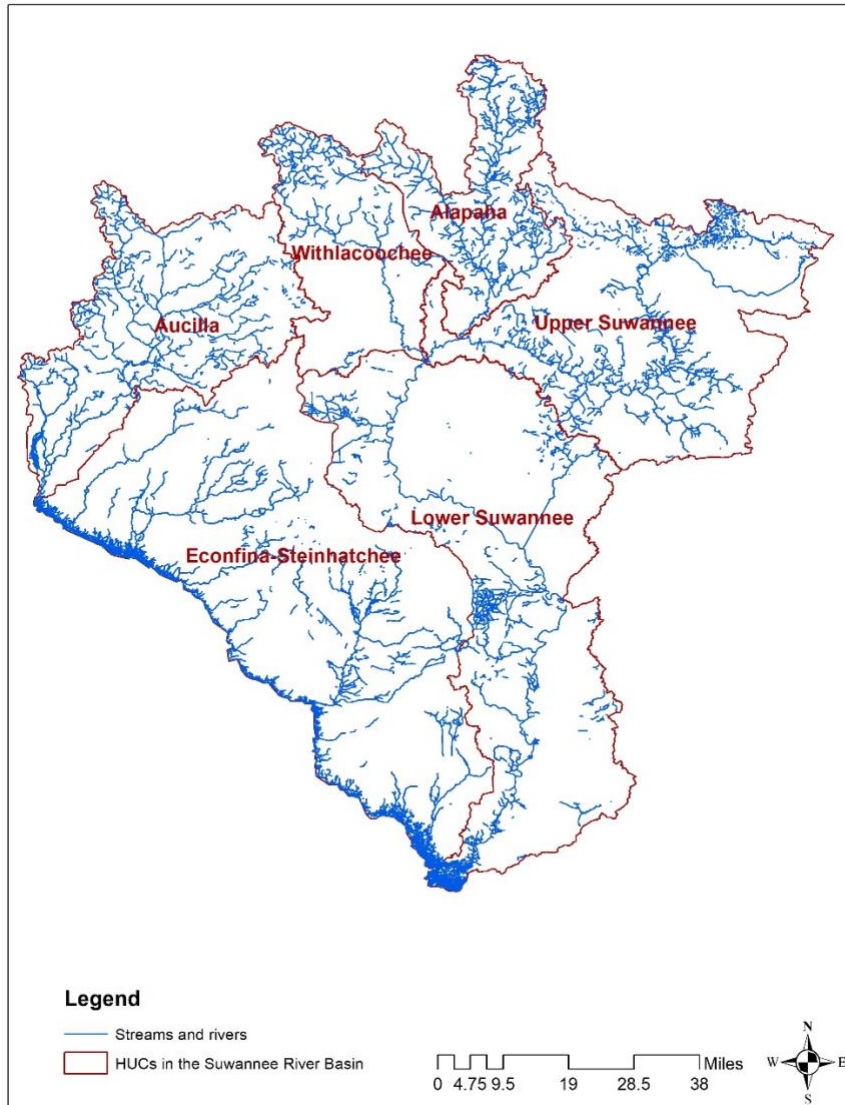 Alapaha
Withlacoochee
Aucilla
Upper Suwannee
Lower Suwannee
Econfina-Steinhatchee
Legend
Streams and rivers
HUCs in the Suwannee River Basin
Miles
0 4.75 9.5 19 28.5 38
N
W E
S